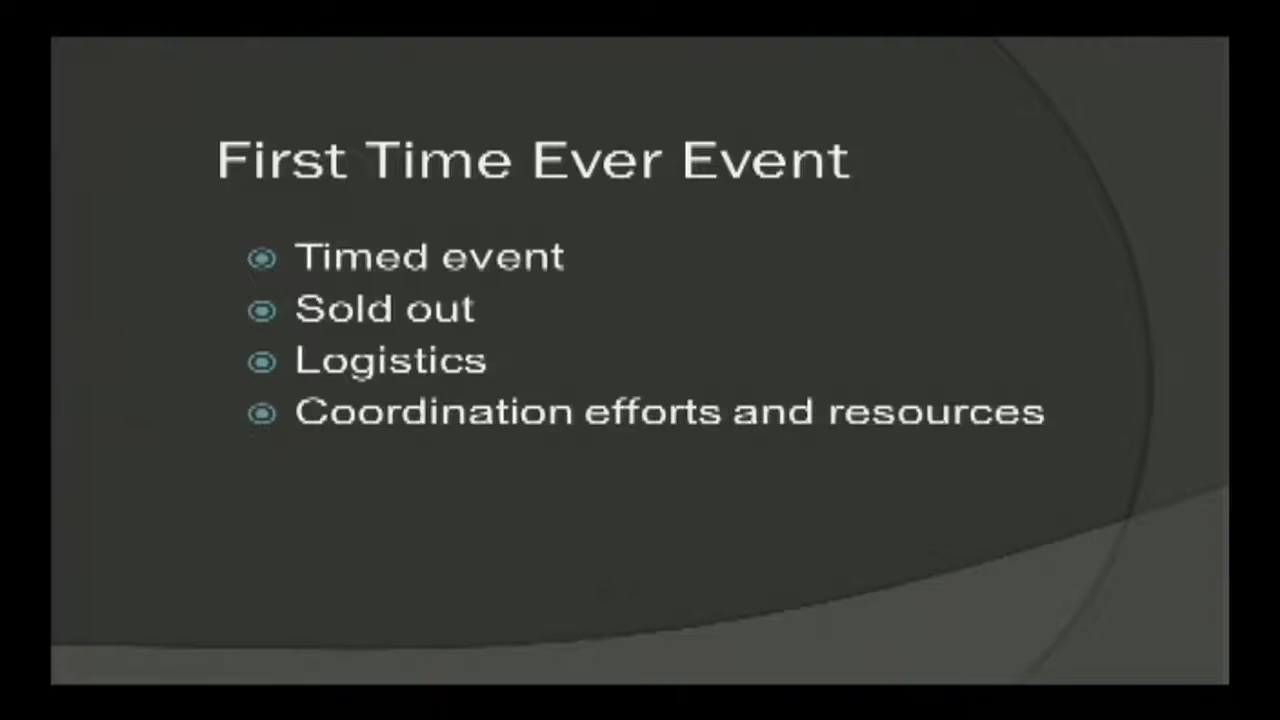 First Time Ever Event
Timed event
Sold out
Logistics
Coordination efforts and resources